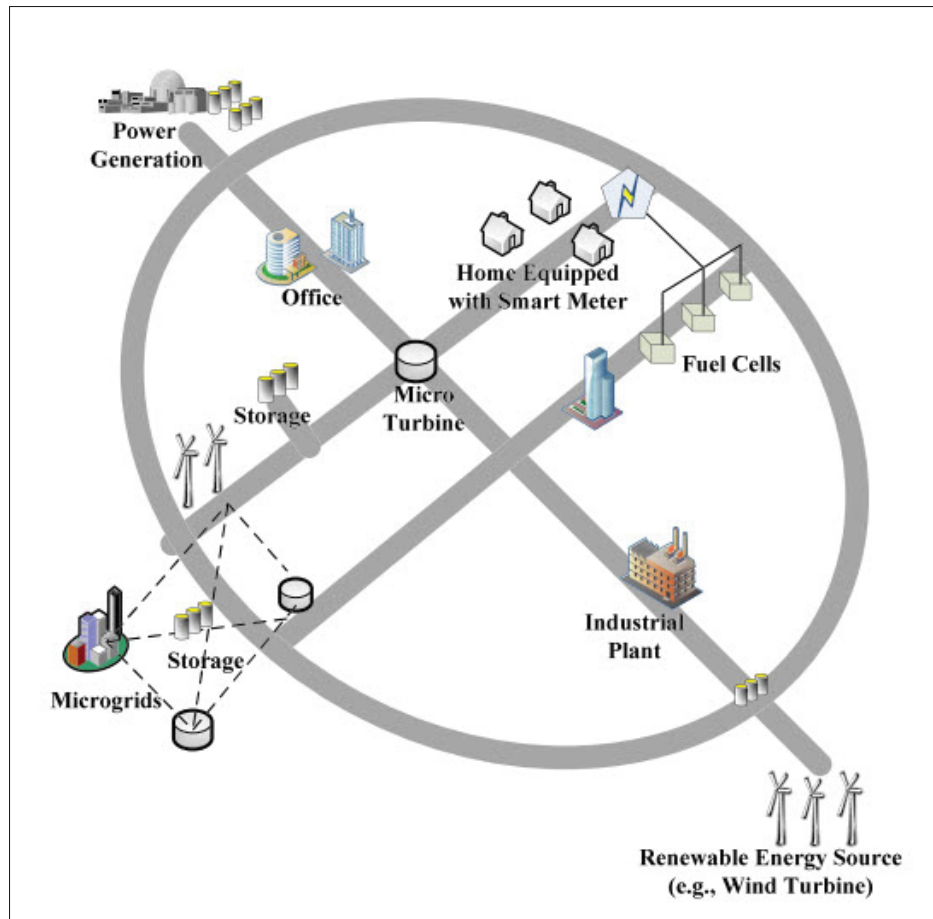 Power
Generation
Office
Home Equipped
with Smart Meter
Fuel Cells
Micro
Turbine
Storage
Industrial
Plant
Storage
Microgrids
Renewable Energy Source
(e.g., Wind Turbine)